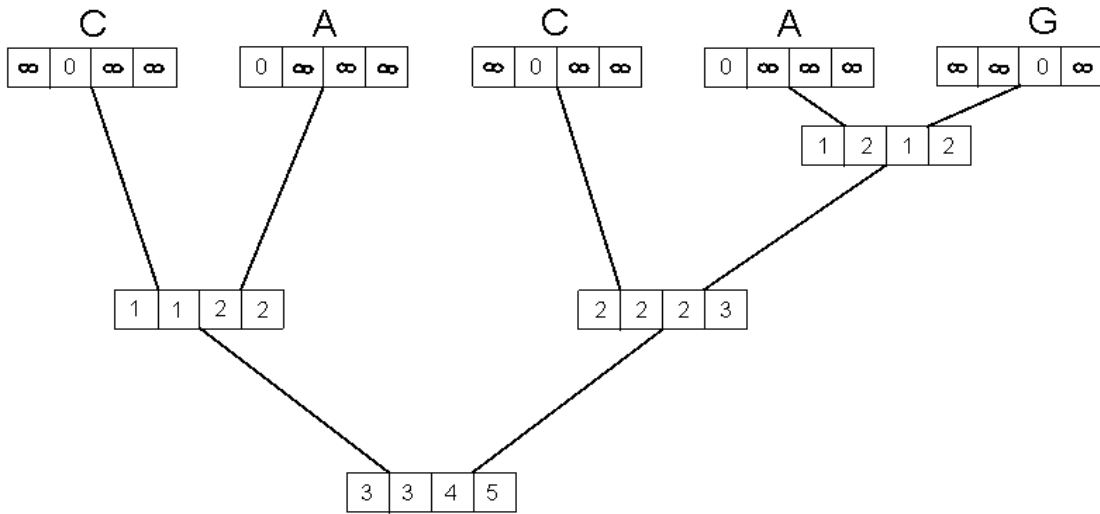 C A C A G
∞ 0 ∞ ∞ 0 ∞ ∞ ∞ ∞ 0 ∞ ∞ 0 ∞ ∞ ∞ ∞ ∞ 0 ∞
1 2 1 2
1 1 2 2 2 2 2 3
3 3 4 5